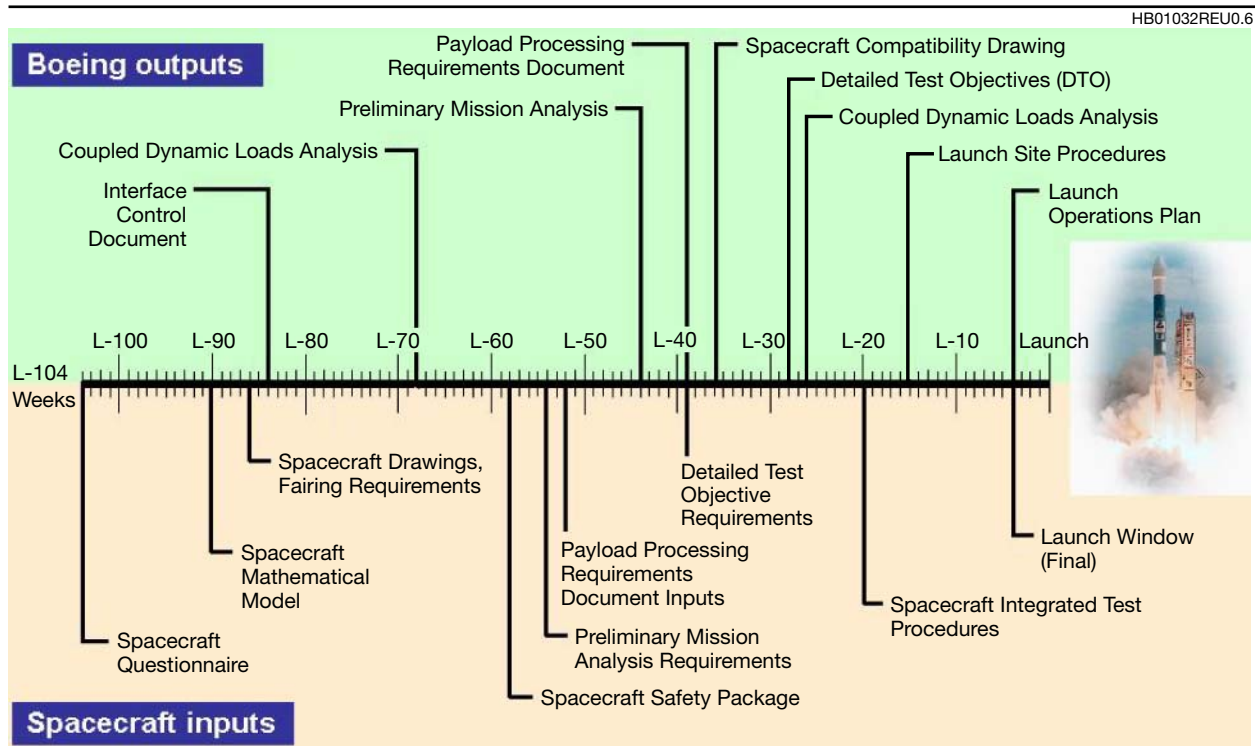 HB01032REU0.6
Boeing outputs
Payload Processing
Requirements Document
Spacecraft Compatibility Drawing
Detailed Test Objectives (DTO)
Preliminary Mission Analysis
Coupled Dynamic Loads Analysis
Coupled Dynamic Loads Analysis
Launch Site Procedures
Interface
Control
Document
Launch
Operations Plan
L-100
L-90
L-80
L-70
L-60
L-50
L-40
L-30
L-20
L-10
Launch
L-104
Weeks
Spacecraft Drawings,
Fairing Requirements
Detailed Test
Objective
Requirements
Launch Window
(Final)
Spacecraft
Mathematical
Model
Payload Processing
Requirements
Document Inputs
Spacecraft Integrated Test
Procedures
Spacecraft
Questionnaire
Preliminary Mission
Analysis Requirements
Spacecraft Safety Package
Spacecraft inputs